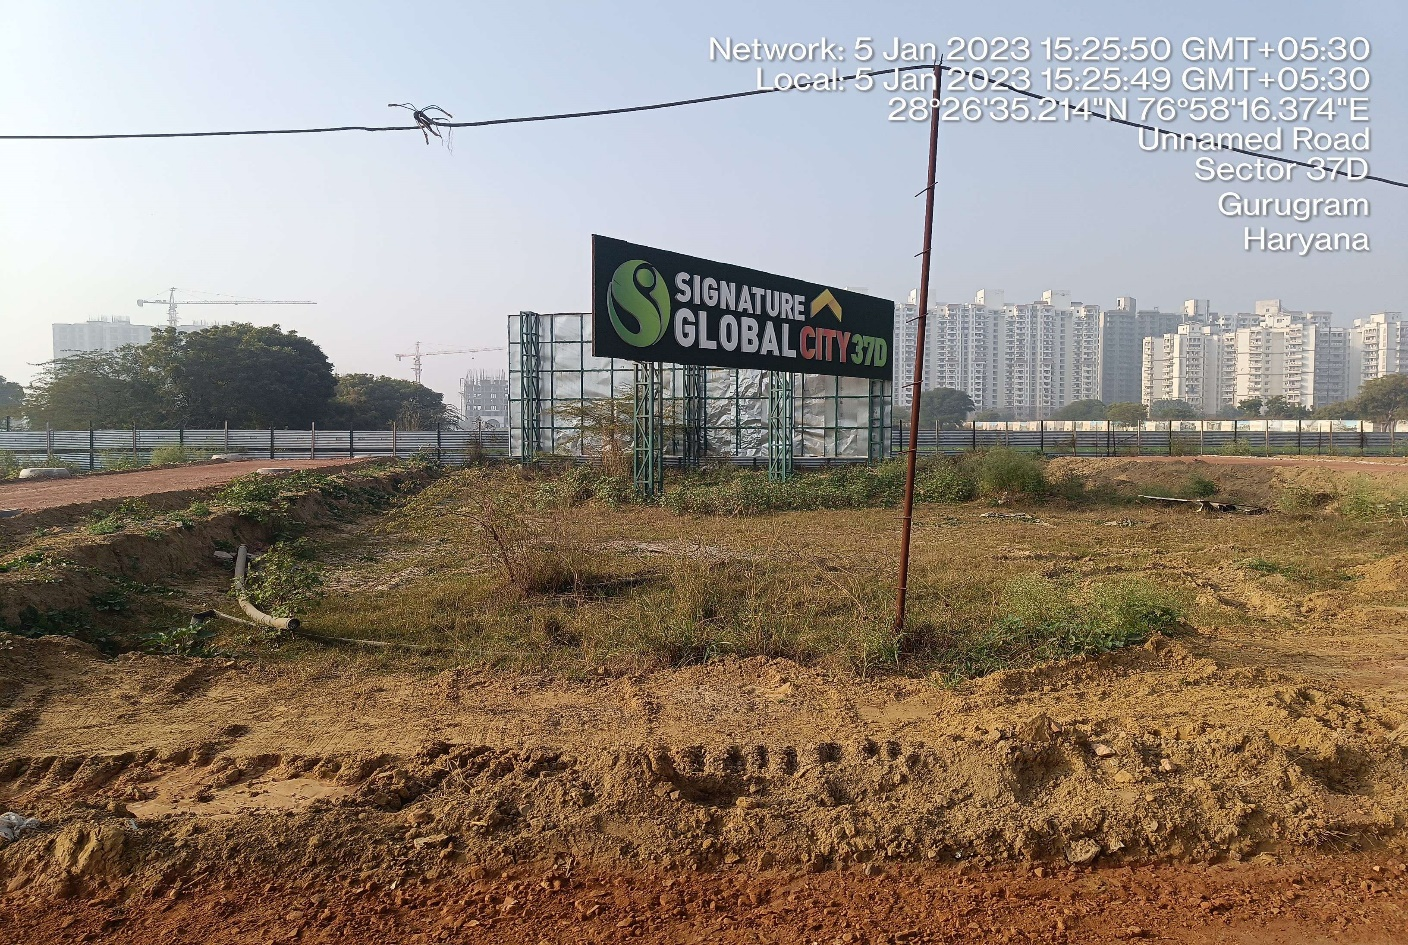 Network: 5 Jan 2023 15:25:50 GMT+05:30
Local: 5 Jan 2023 15:25:49 GMT+05:30
28°26'35.214"N 76°58'16.374"E
Unnamed Road
Sector 37D
Gurugram
Haryana
SIGNATURE
GLOBAL CITY 37D